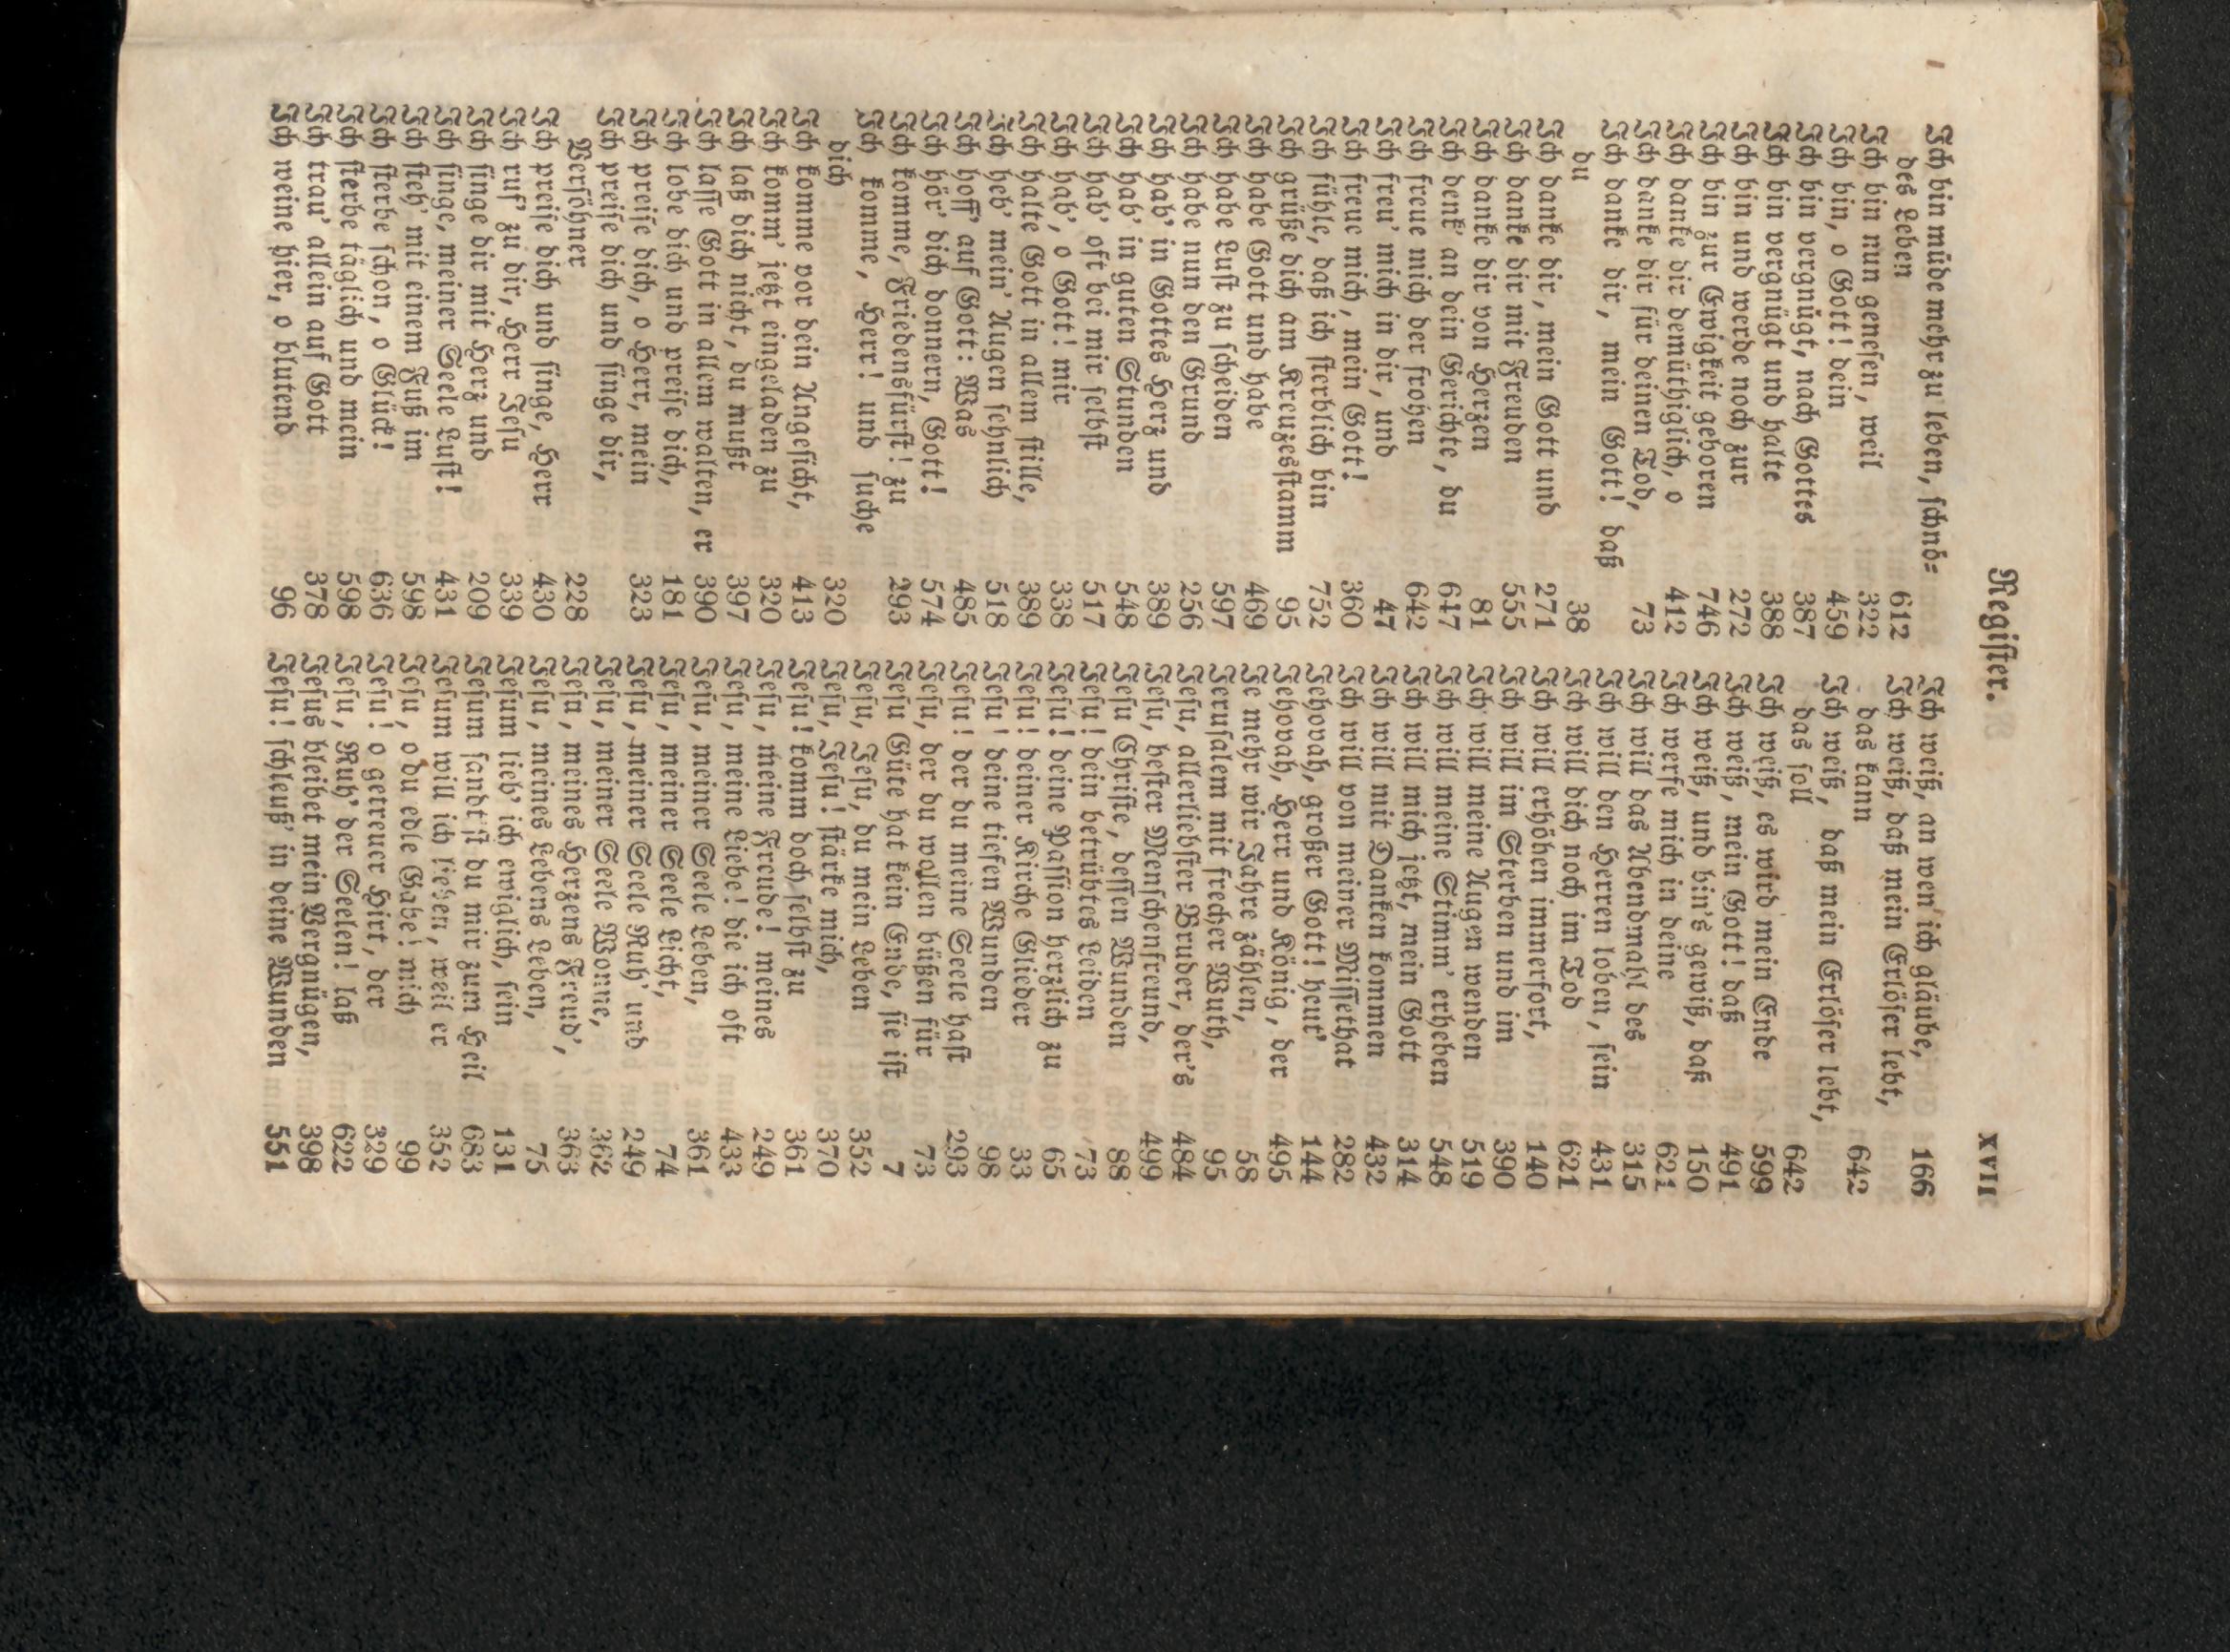 Register. XVII
Ich bin müde mehr zu leben, schnö-
des Leben 612
Ich bin nun genesen, weil 322
Ich bin, o Gott! dein 459
Ich bin vergnügt, nach Gottes 387
Ich bin vergnügt und halte 388
Ich bin und werde noch zur 272
Ich bin zur Ewigkeit geboren 746
Ich danke dir demüthiglich, o 412
Ich danke dir für deinen Tod, 73
Ich danke dir, mein Gott! daß
du 38
Ich danke dir, mein Gott und 271
Ich danke dir mit Freuden 555
Ich danke dir von Herzen 81
Ich denk' an dein Gerichte, du 647
Ich freue mich der frohen 642
Ich freu' mich in dir, und 47
Ich freue mich, mein Gott! 360
Ich fühle, daß ich sterblich bin 752
Ich grüße dich am Kreuzesstamm 95
Ich habe Gott und habe 469
Ich habe Lust zu scheiden 597
Ich habe nun den Grund 256
Ich hab' in Gottes Herz und 389
Ich hab' in guten Stunden 548
Ich hab' oft bei mir selbst 517
Ich hab', o Gott! mir 338
Ich halte Gott in allem stille, 389
Ich heb' mein' Augen sehnlich 518
Ich hoff' auf Gott: Was 485
Ich hör' dich donnern, Gott! 574
Ich komme, Friedensfürst! zu 293
Ich komme, Herr! und suche
dich 320
Ich komme vor dein Angesicht, 413
Ich komm' jetzt eingeladen zu 320
Ich laß dich nicht, du mußt 397
Ich lasse Gott in allem walten, er 390
Ich lobe dich und preise dich, 181
Ich preise dich, o Herr, mein 323
Ich preise dich und singe dir,
Versöhner 228
Ich preise dich und singe, Herr 430
Ich ruf' zu dir, Herr Jesu 339
Ich singe dir mit Herz und 209
Ich singe, meiner Seele Lust! 431
Ich steh' mit einem Fuß im 598
Ich sterbe schon, o Glück! 636
Ich sterbe täglich und mein 598
Ich trau' allein auf Gott 378
Ich weine hier, o blutend 96
Ich weiß, an wen ich gläube, 166
Ich weiß, daß mein Erlöser lebt,
das kann 642
Ich weiß, daß mein Erlöser lebt,
das soll 642
Ich weiß, es wird mein Ende 599
Ich weiß, mein Gott! daß 491
Ich weiß, und bin's gewiß, daß 150
Ich werfe mich in deine 621
Ich will das Abendmahl des 315
Ich will den Herren loben, sein 431
Ich will dich noch im Tod 621
Ich will erhöhen immerfort, 140
Ich will im Sterben und im 390
Ich will meine Augen wenden 519
Ich will meine Stimm' erheben 548
Ich will mich jetzt, mein Gott 314
Ich will mit Danken kommen 432
Ich will von meiner Missethat 282
Jehovah, großer Gott! heut' 144
Jehovah, Herr und König, der 495
Je mehr wir Jahre zählen, 58
Jerusalem mit frecher Wuth, 95
Jesu, allerliebster Bruder, der's 484
Jesu, bester Menschenfreund, 499
Jesu Christe, dessen Wunden 88
Jesu! dein betrübtes Leiden 73
Jesu! deine Passion herzlich zu 65
Jesu! deiner Kirche Glieder 33
Jesu! deine tiefen Wunden 98
Jesu! der du meine Seele hast 293
Jesu, der du wollen büßen für 73
Jesu Güte hat kein Ende, sie ist 7
Jesu, Jesu, du mein Leben 352
Jesu, Jesu! stärke mich, 370
Jesu! komm doch selbst zu 361
Jesu, meine Freude! meines 249
Jesu, meine Liebe! die ich oft 433
Jesu, meiner Seele Leben, 361
Jesu, meiner Seele Licht, 74
Jesu, meiner Seele Ruh' und 249
Jesu, meiner Seele Wonne, 362
Jesu, meines Herzens Freud', 363
Jesu, meines Lebens Leben, 75
Jesum lieb' ich ewiglich, sein 131
Jesum sandt'st du mir zum Heil 683
Jesum will ich lieben, weil er 352
Jesu, o du edle Gabe! mich 99
Jesu! o getreuer Hirt, der 329
Jesu, Ruh' der Seelen! laß 622
Jesus bleibet mein Vergnügen, 398
Jesu! schleuß' in deine Wunden 551